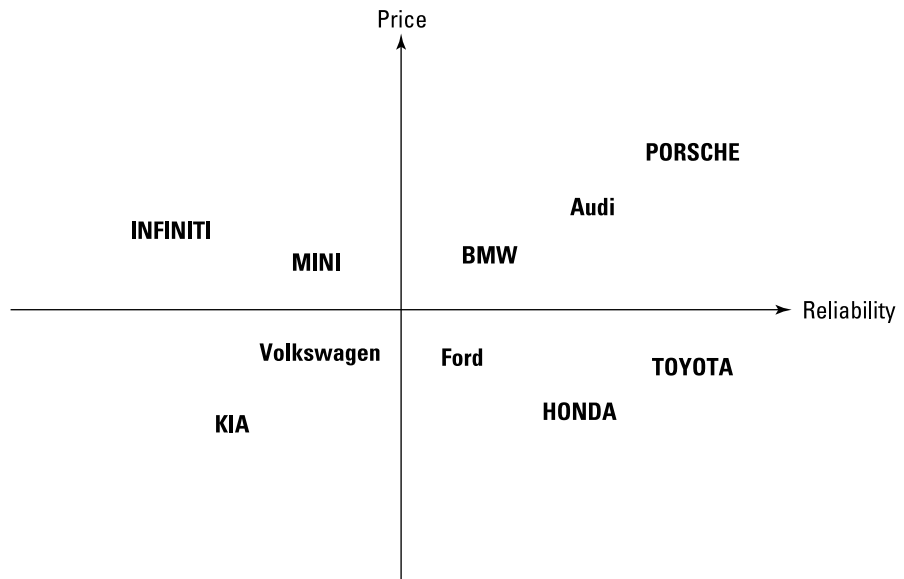 Price
PORSCHE
Audi
INFINITI
BMW
MINI
Reliability
Volkswagen
Ford
TOYOTA
HONDA
KIA